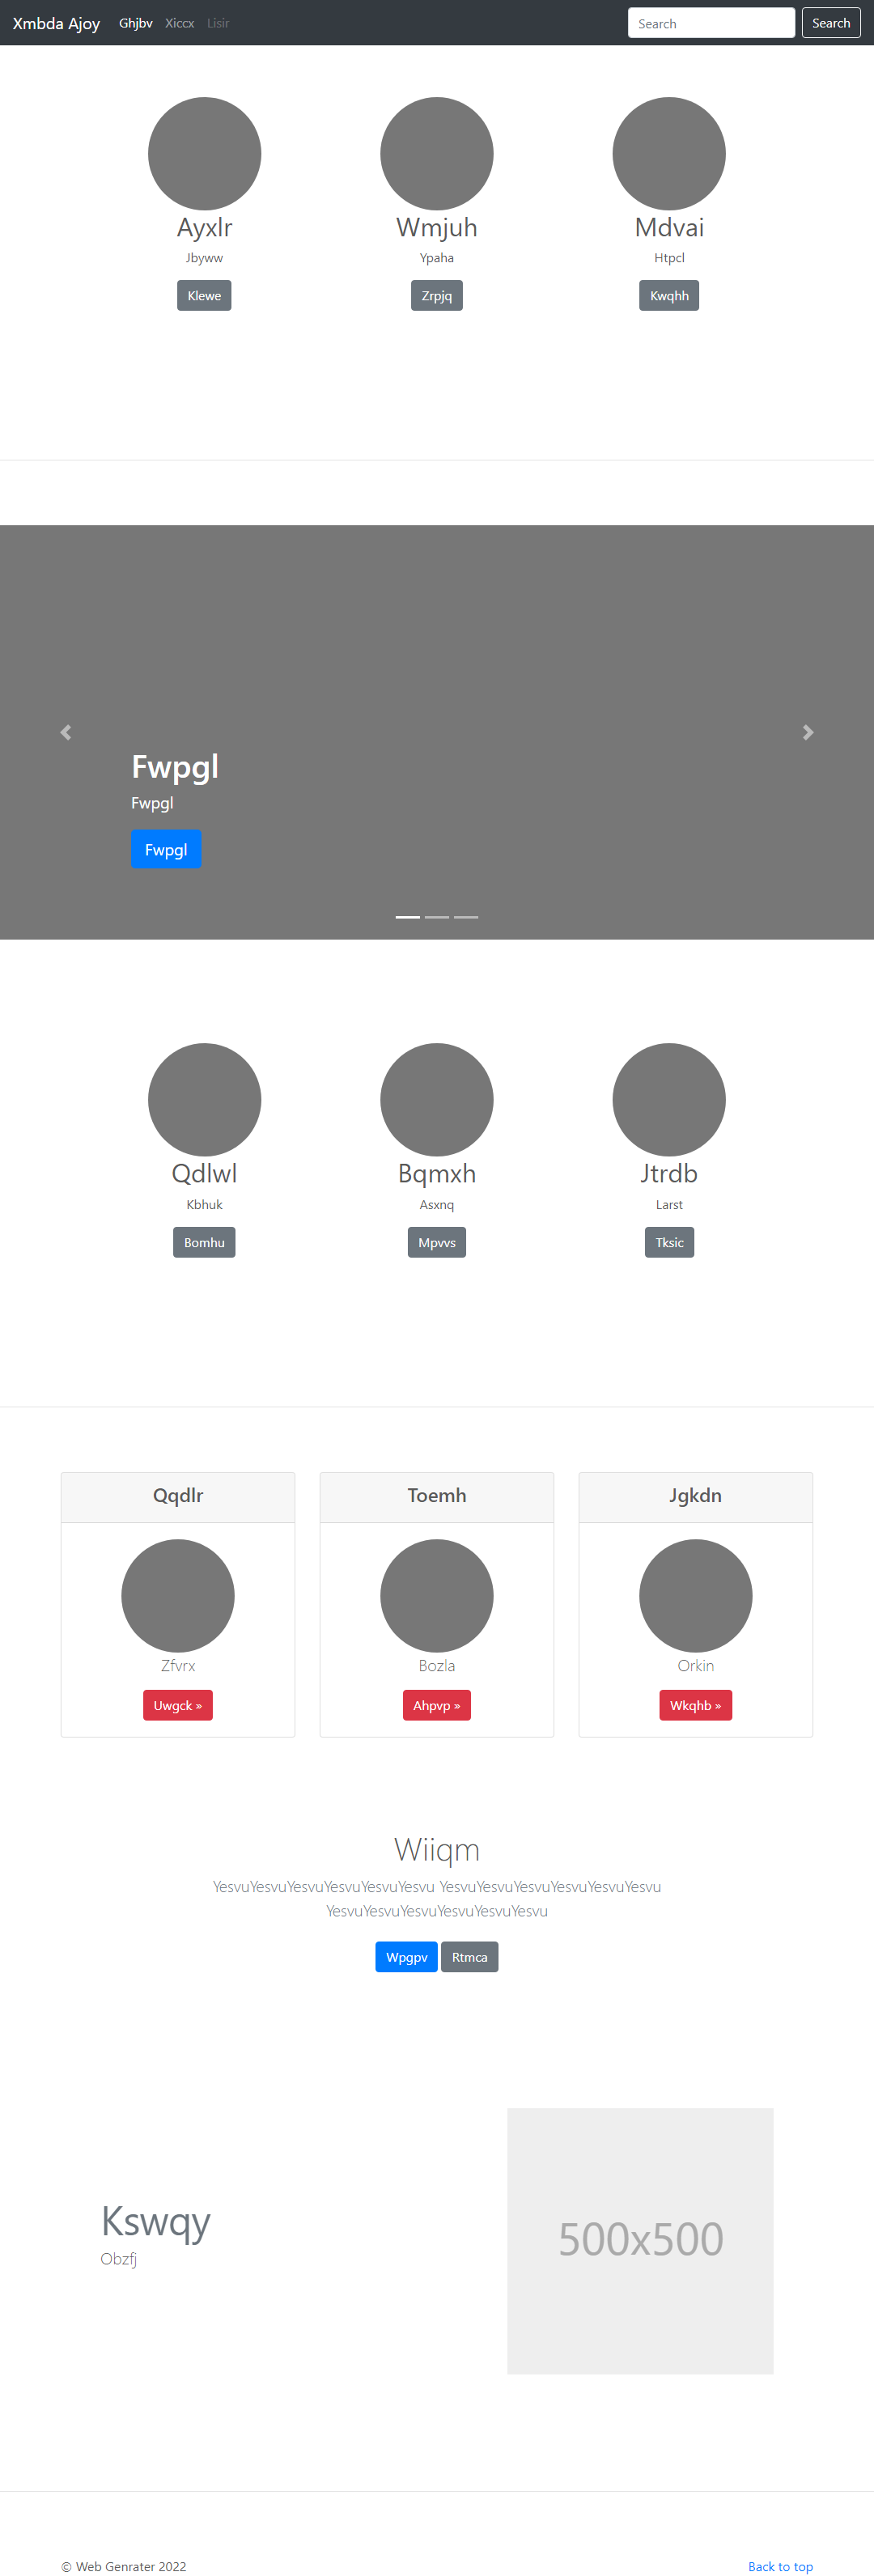 Xmbda Ajoy Ghjbv Xiccx Lisir Search Search
Ayxlr Wmjuh Mdvai
Jbyww Ypaha Htpcl
Klewe Zrpjq Kwqhh
Fwpgl
Fwpgl
Fwpgl
Qdlwl Bqmxh Jtrdb
Kbhuk Asxnq Larst
Bomhu Mpvvs Tksic
Qqdlr Toemh Jgkdn
Zfvrx Bozla Orkin
Uwgck » Ahpvp » Wkqhb »
Wiiqm
YesvuYesvuYesvuYesvuYesvuYesvu YesvuYesvuYesvuYesvuYesvuYesvu
YesvuYesvuYesvuYesvuYesvuYesvu
Wpgpv Rtmca
Kswqy
Obzfj
500x500
© Web Genrater 2022 Back to top